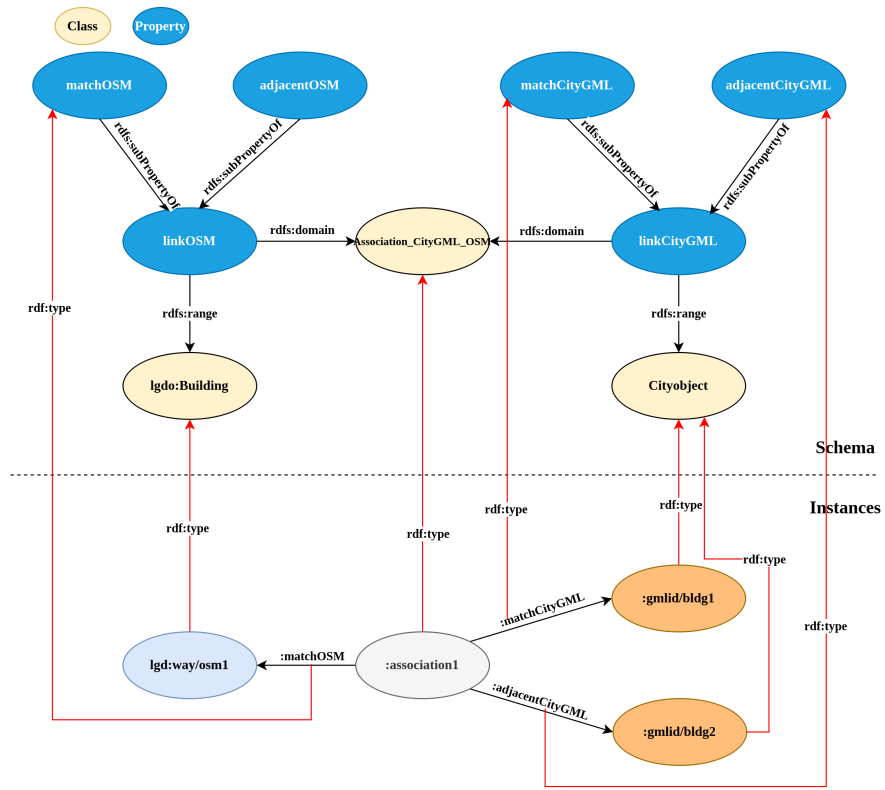 Class
Property
matchOSM
adjacentOSM
matchCityGML
adjacentCityGML
rdfs:subPropertyOf
rdfs:subPropertyOf
rdfs:subPropertyOf
rdfs:subPropertyOf
linkOSM
rdfs:domain
Association_CityGML_OSM
rdfs:domain
linkCityGML
rdf:type
rdfs:range
rdfs:range
lgdo:Building
Cityobject
Schema
Instances
rdf:type
rdf:type
rdf:type
rdf:type
rdf:type
:matchCityGML
:gmlid/bldg1
rdf:type
lgd:way/osm1
:matchOSM
:association1
:adjacentCityGML
:gmlid/bldg2